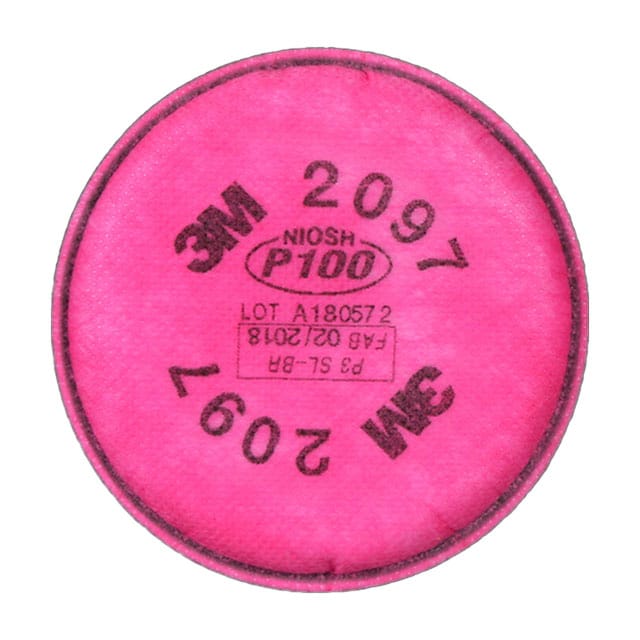 3M 2097
NIOSH
P100
LOT A180572
FAB 02/2018
P3 SL-BR
3M 2097